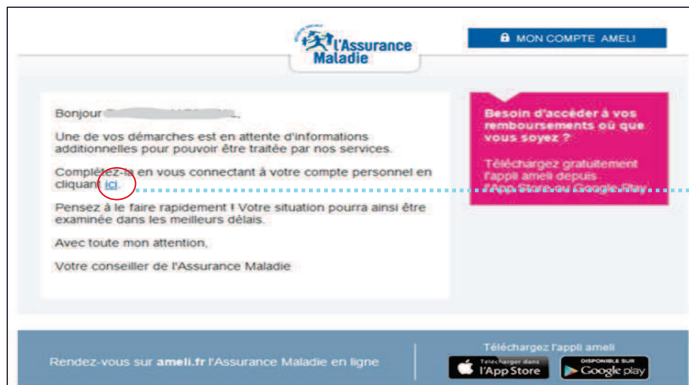 l'Assurance
Maladie
MON COMPTE AMELI
Bonjour
Une de vos démarches est en attente d'informations
additionnelles pour pouvoir être traitée par nos services.
Complétez-la en vous connectant à votre compte personnel en
cliquant ici.
Pensez à le faire rapidement ! Votre situation pourra ainsi être
examinée dans les meilleurs délais.
Avec toute mon attention,
Votre conseiller de l'Assurance Maladie
Besoin d'accéder à vos
remboursements où que
vous soyez ?
Téléchargez gratuitement
l'appli ameli depuis
l'App Store ou Google Play
Rendez-vous sur ameli.fr l'Assurance Maladie en ligne
Téléchargez l'appli ameli
Télécharger dans
l'App Store
DISPONIBLE SUR
Google play